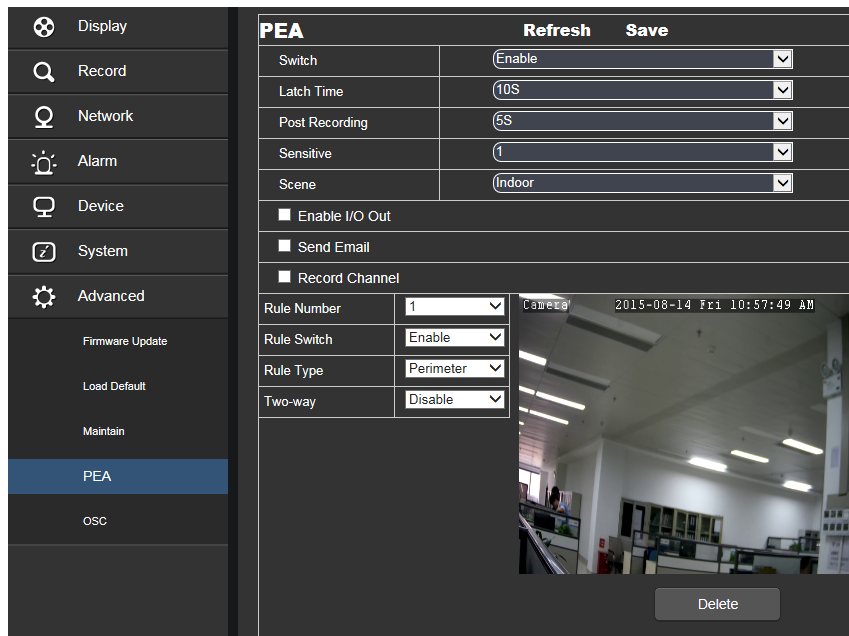 Display
Record
Network
Alarm
Device
System
Advanced
Firmware Update
Load Default
Maintain
PEA
OSC
PEA Refresh Save
Switch Enable
Latch Time 10S
Post Recording 5S
Sensitive 1
Scene Indoor
Enable I/O Out
Send Email
Record Channel
Rule Number 1
Rule Switch Enable
Rule Type Perimeter
Two-way Disable
Camera 2015-08-14 Fri 10:57:49 AM
Delete